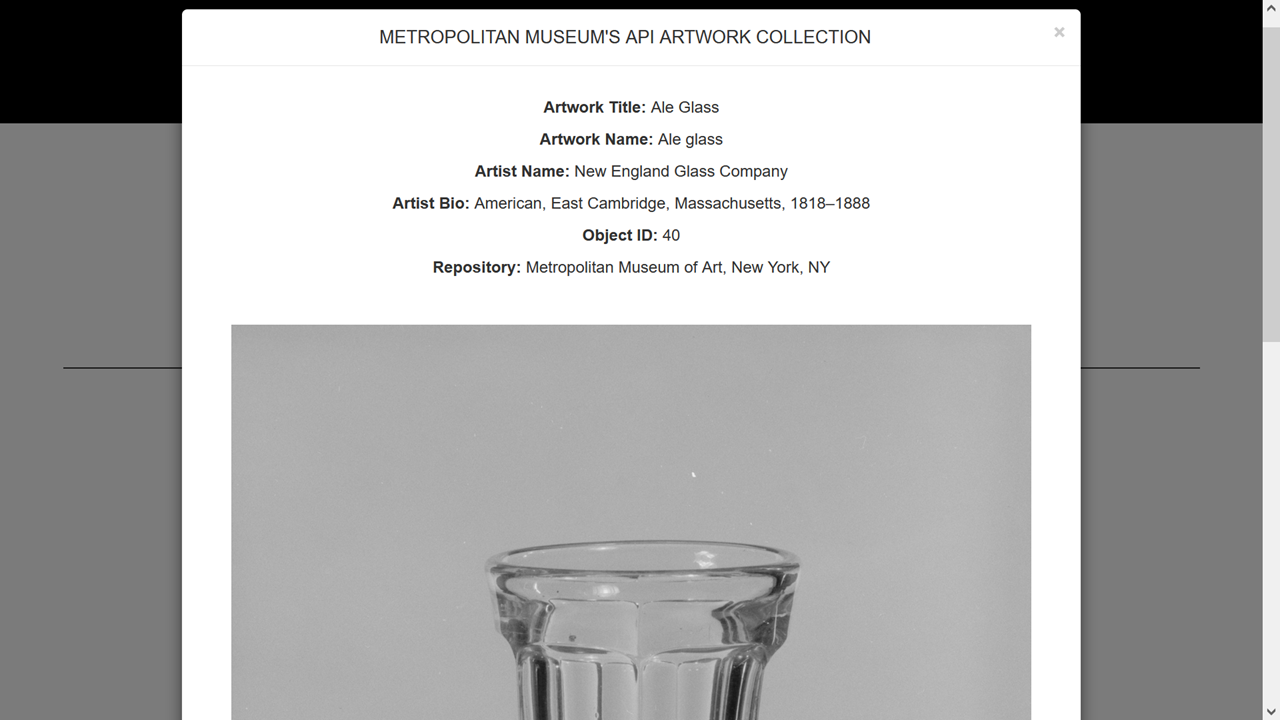 METROPOLITAN MUSEUM'S API ARTWORK COLLECTION
×
Artwork Title: Ale Glass
Artwork Name: Ale glass
Artist Name: New England Glass Company
Artist Bio: American, East Cambridge, Massachusetts, 1818–1888
Object ID: 40
Repository: Metropolitan Museum of Art, New York, NY